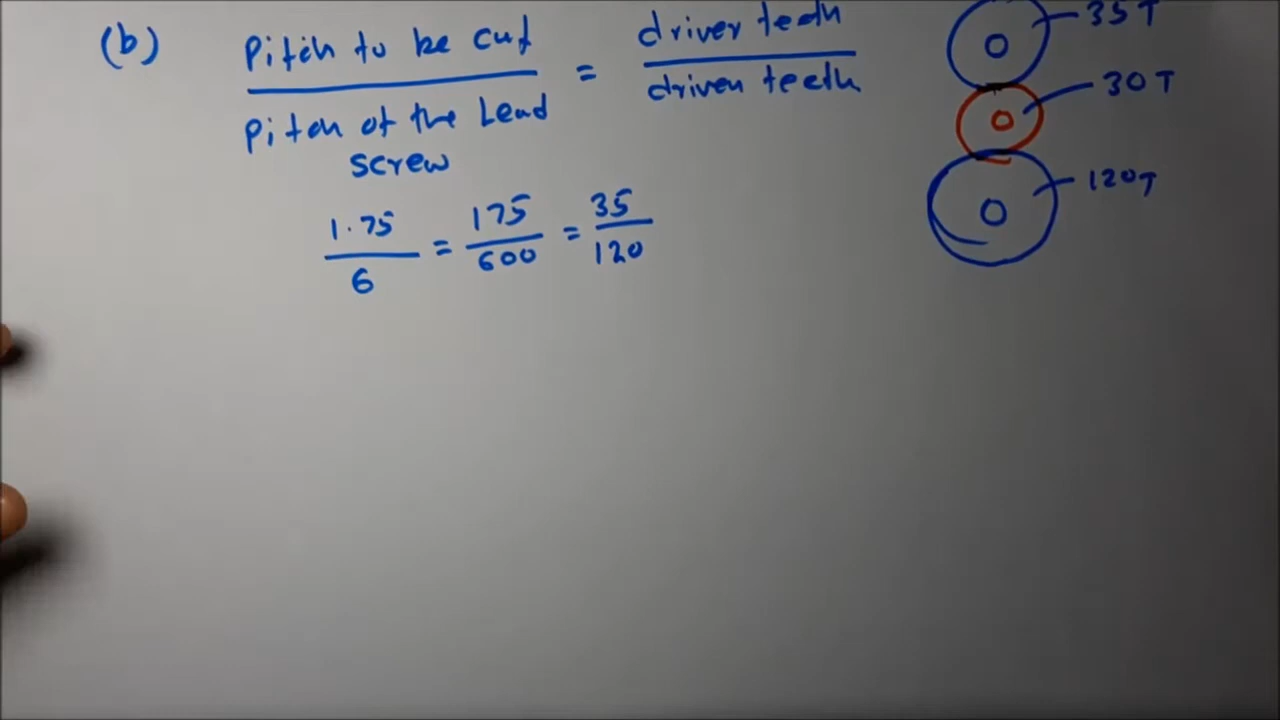 (b) Pitch to be cut / Pitch of the Lead screw = driver teeth / driven teeth
1.75 / 6 = 175 / 600 = 35 / 120
35T
30T
120T